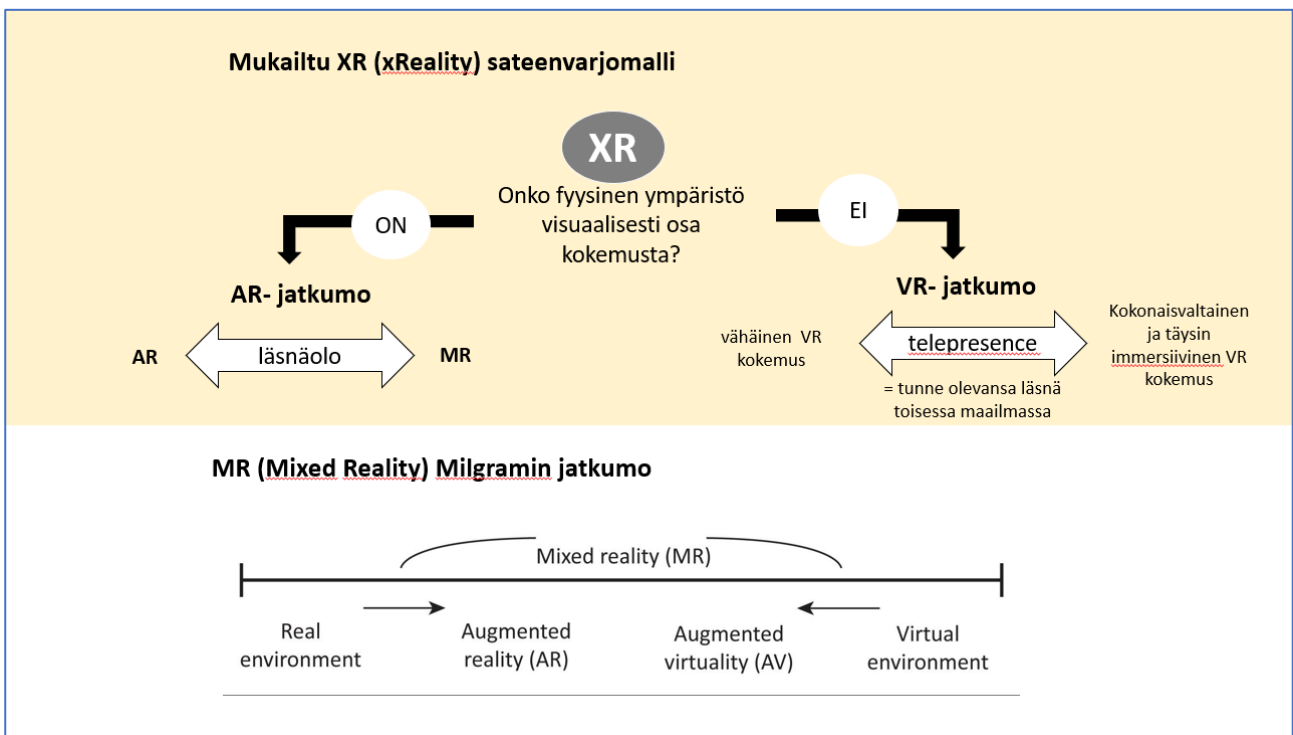 Mukailtu XR (xReality) sateenvarjomalli
XR
Onko fyysinen ympäristö
visuaalisesti osa
kokemusta?
ON
EI
AR- jatkumo
AR
läsnäolo
MR
VR- jatkumo
vähäinen VR
kokemus
telepresence
= tunne olevansa läsnä
toisessa maailmassa
Kokonaisvaltainen
ja täysin
immersiivinen VR
kokemus
MR (Mixed Reality) Milgramin jatkumo
Mixed reality (MR)
Real
environment
Augmented
reality (AR)
Augmented
virtuality (AV)
Virtual
environment